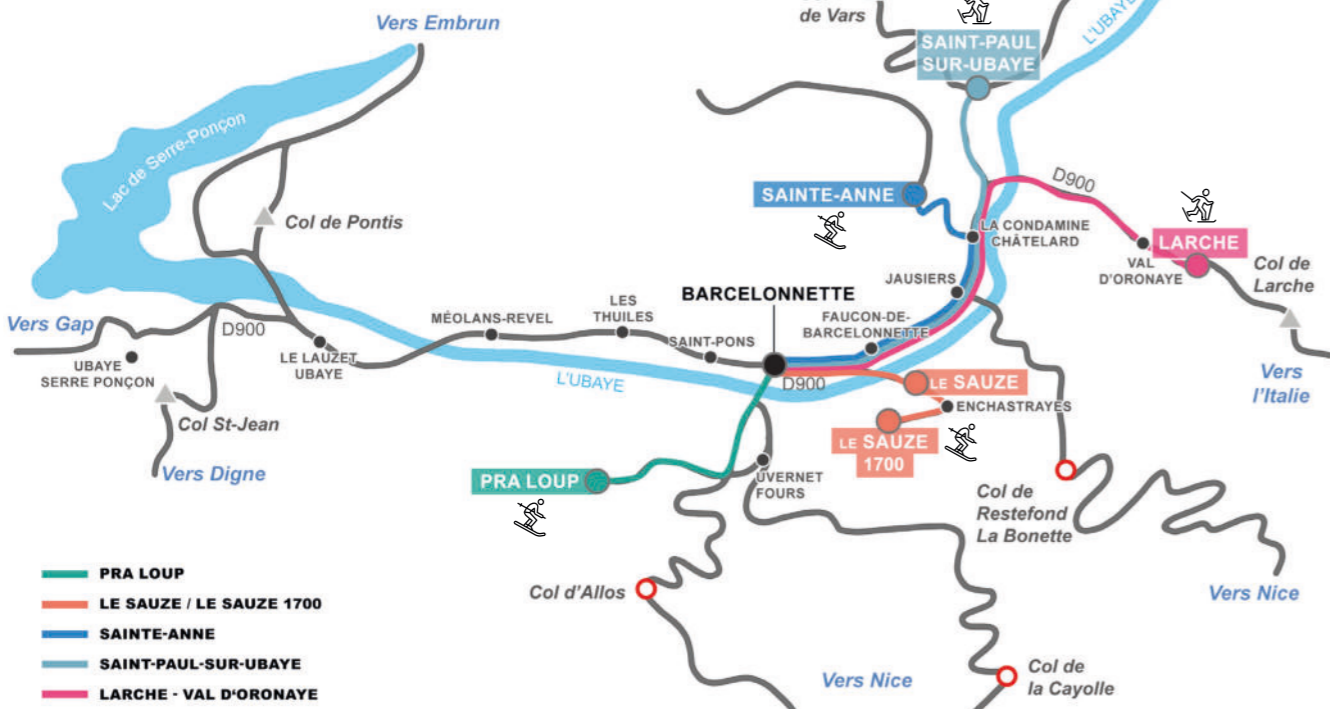 Vers Embrun
de Vars
L'UBAYE
SAINT-PAUL
SUR-UBAYE
Lac de Serre-Ponçon
D900
SAINTE-ANNE
Col de Pontis
LA CONDAMINE
CHÂTELARD
LARCHE
VAL
D'ORONAYE
Col de
Larche
JAUSIERS
BARCELONNETTE
LES
THUILES
MÉOLANS-REVEL
FAUCON-DE-
BARCELONNETTE
Vers Gap
D900
SAINT-PONS
UBAYE
SERRE PONÇON
LE LAUZET
UBAYE
L'UBAYE
D900
LE SAUZE
Vers
l'Italie
ENCHASTRAYES
Col St-Jean
LE SAUZE
1700
Vers Digne
PRA LOUP
UVERNET
FOURS
Col de
Restefond
La Bonette
Col d'Allos
Vers Nice
PRA LOUP
LE SAUZE / LE SAUZE 1700
SAINTE-ANNE
SAINT-PAUL-SUR-UBAYE
LARCHE - VAL D'ORONAYE
Vers Nice
Col de
la Cayolle